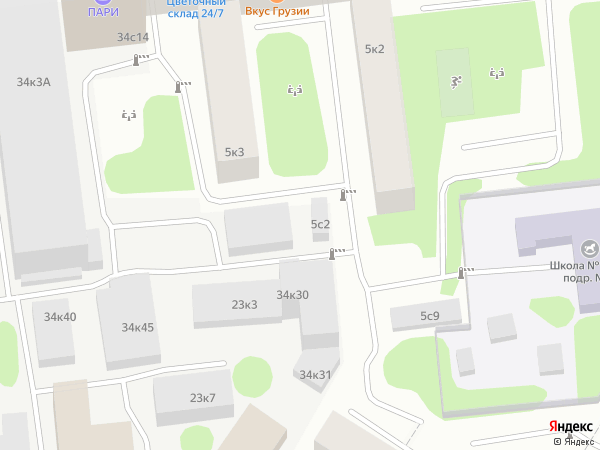 ПАРИ
Цветочный
склад 24/7
Вкус Грузии
34с14
5к2
34к3А
5к3
5с2
Школа №
подр. №
34к30
23к3
34к40
34к45
5с9
34к31
23к7
Яндекс
© Яндекс